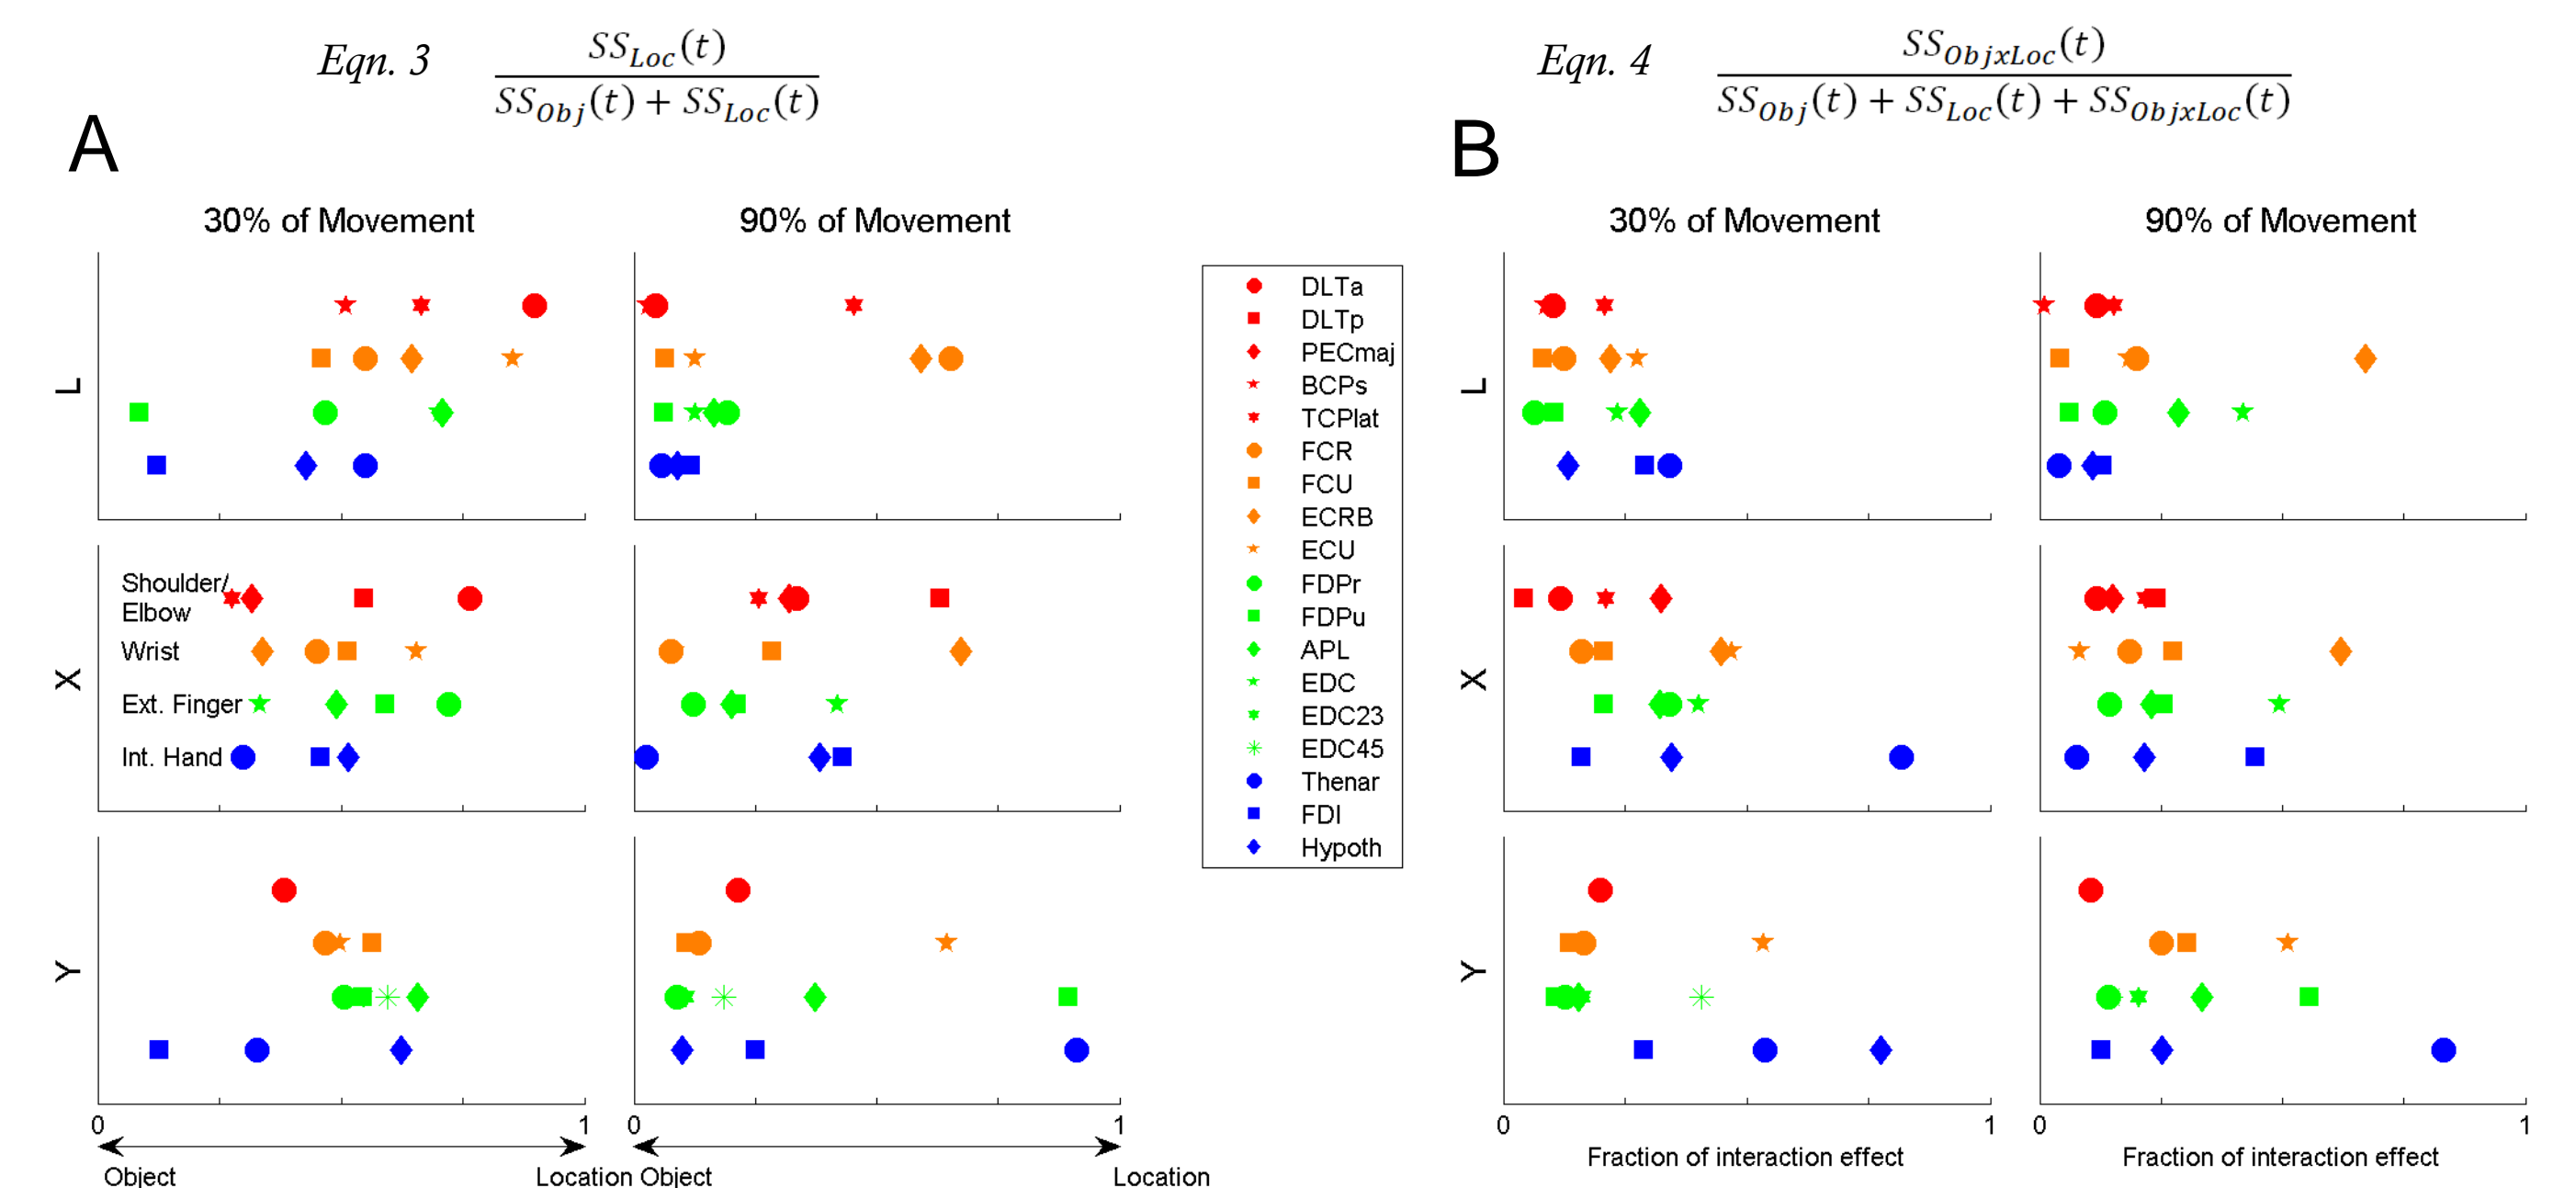 Eqn. 3 SS_Loc(t) / SS_Obj(t) + SS_Loc(t)
Eqn. 4 SS_ObjxLoc(t) / SS_Obj(t) + SS_Loc(t) + SS_ObjxLoc(t)
A
B
30% of Movement
90% of Movement
L
X
Shoulder/
Elbow
Wrist
Ext. Finger
Int. Hand
Y
0 1
0 1
Object
Location
Object
Location
DLTa
DLTp
PECmaj
BCPs
TCPlat
FCR
FCU
ECRB
ECU
FDPr
FDPu
APL
EDC
EDC23
EDC45
Thenar
FDI
Hypoth
30% of Movement
90% of Movement
L
X
Y
0 1
0 1
Fraction of interaction effect
Fraction of interaction effect